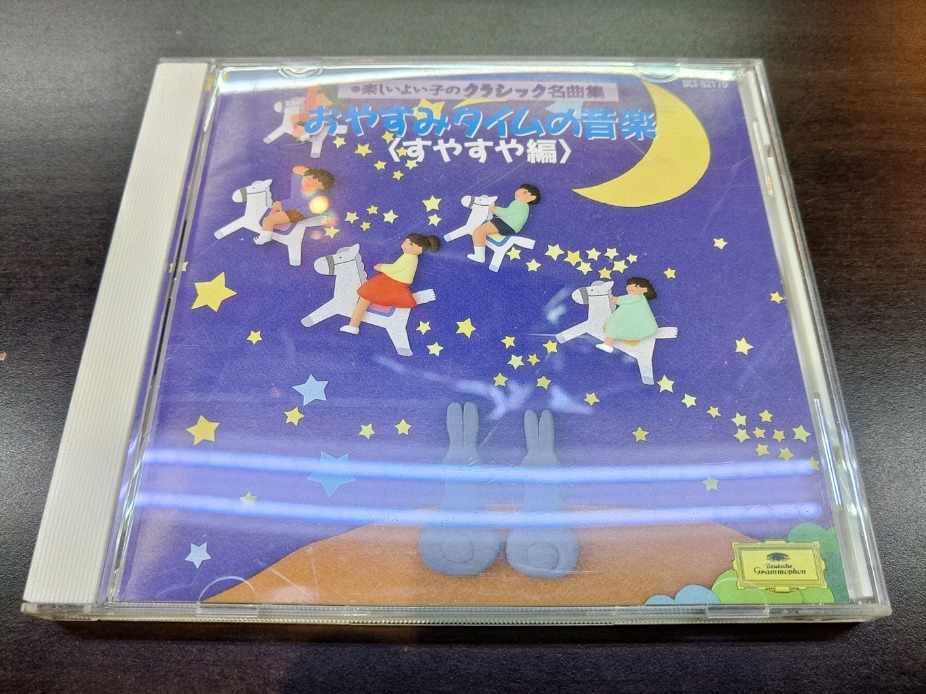 ●楽しいよい子のクラシック名曲集
おやすみタイムの音楽
〈すやすや編〉
Deutsche
Grammophon